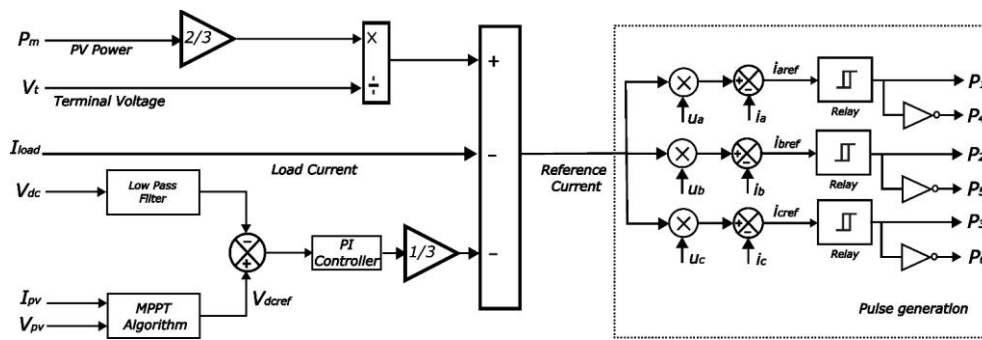 Pm
PV Power
2/3
×
÷
Vt
Terminal Voltage
+
Iload
Load Current
−
Reference Current
Vdc
Low Pass Filter
−
+
PI Controller
1/3
−
Vdcref
Ipv
Vpv
MPPT Algorithm
ua
+
−
ia
iaref
Relay
P1
P4
ub
+
−
ib
ibref
Relay
P2
P5
uc
+
−
ic
icref
Relay
P3
Pulse generation